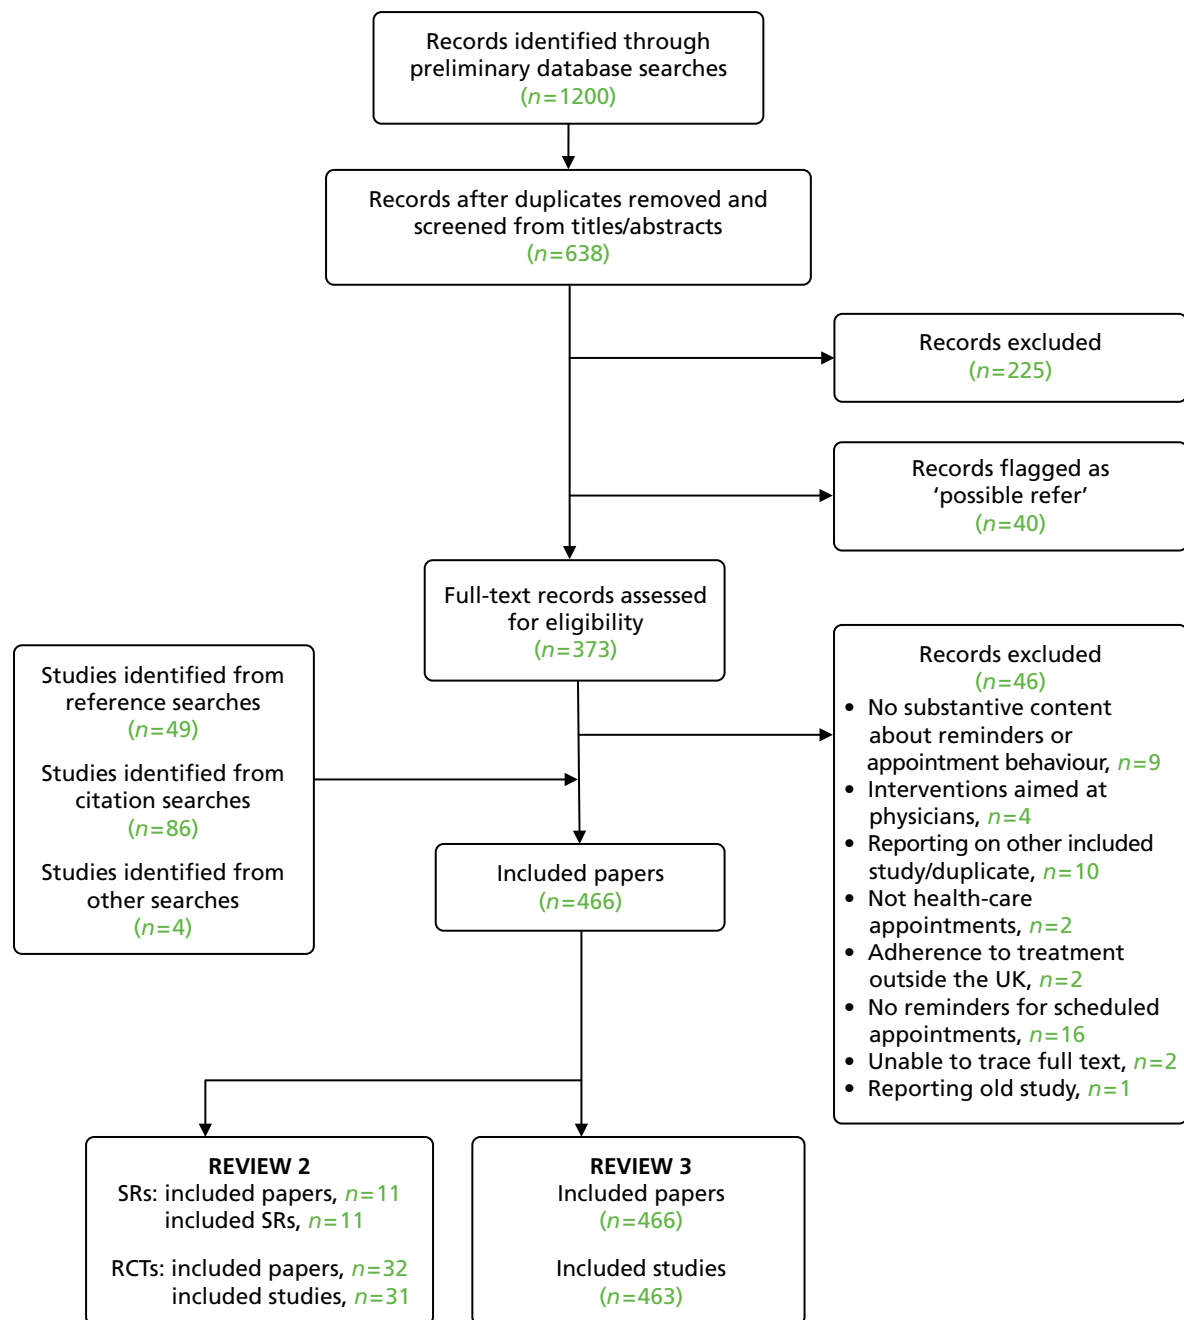 Records identified through
preliminary database searches
(n=1200)
Records after duplicates removed and
screened from titles/abstracts
(n=638)
Records excluded
(n=225)
Records flagged as
‘possible refer’
(n=40)
Full-text records assessed
for eligibility
(n=373)
Studies identified from
reference searches
(n=49)
Studies identified from
citation searches
(n=86)
Studies identified from
other searches
(n=4)
Records excluded
(n=46)
• No substantive content
about reminders or
appointment behaviour, n=9
• Interventions aimed at
physicians, n=4
• Reporting on other included
study/duplicate, n=10
• Not health-care
appointments, n=2
• Adherence to treatment
outside the UK, n=2
• No reminders for scheduled
appointments, n=16
• Unable to trace full text, n=2
• Reporting old study, n=1
Included papers
(n=466)
REVIEW 2
SRs: included papers, n=11
included SRs, n=11
RCTs: included papers, n=32
included studies, n=31
REVIEW 3
Included papers
(n=466)
Included studies
(n=463)